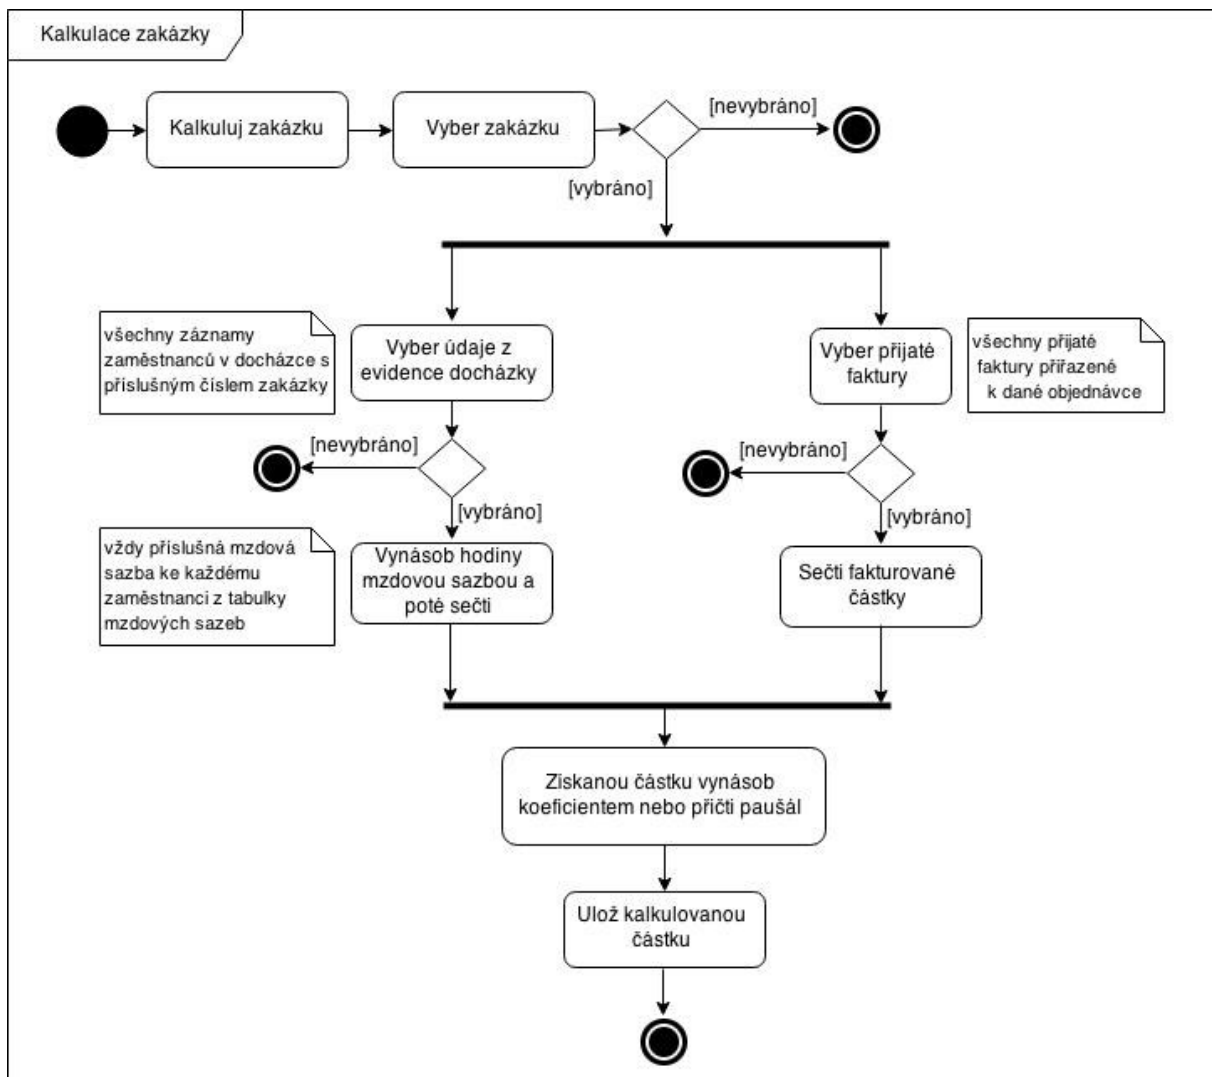 Kalkulace zakázky
Kalkuluj zakázku
Vyber zakázku
[nevybráno]
[vybráno]
všechny záznamy
zaměstnanců v docházce s
příslušným číslem zakázky
Vyber údaje z
evidence docházky
Vyber přijaté
faktury
všechny přijaté
faktury přiřazené
k dané objednávce
[nevybráno]
[nevybráno]
[vybráno]
[vybráno]
vždy příslušná mzdová
sazba ke každému
zaměstnanci z tabulky
mzdových sazeb
Vynásob hodiny
mzdovou sazbou a
poté sečti
Sečti fakturované
částky
Ziskanou částku vynásob
koeficientem nebo přičti paušál
Ulož kalkulovanou
částku